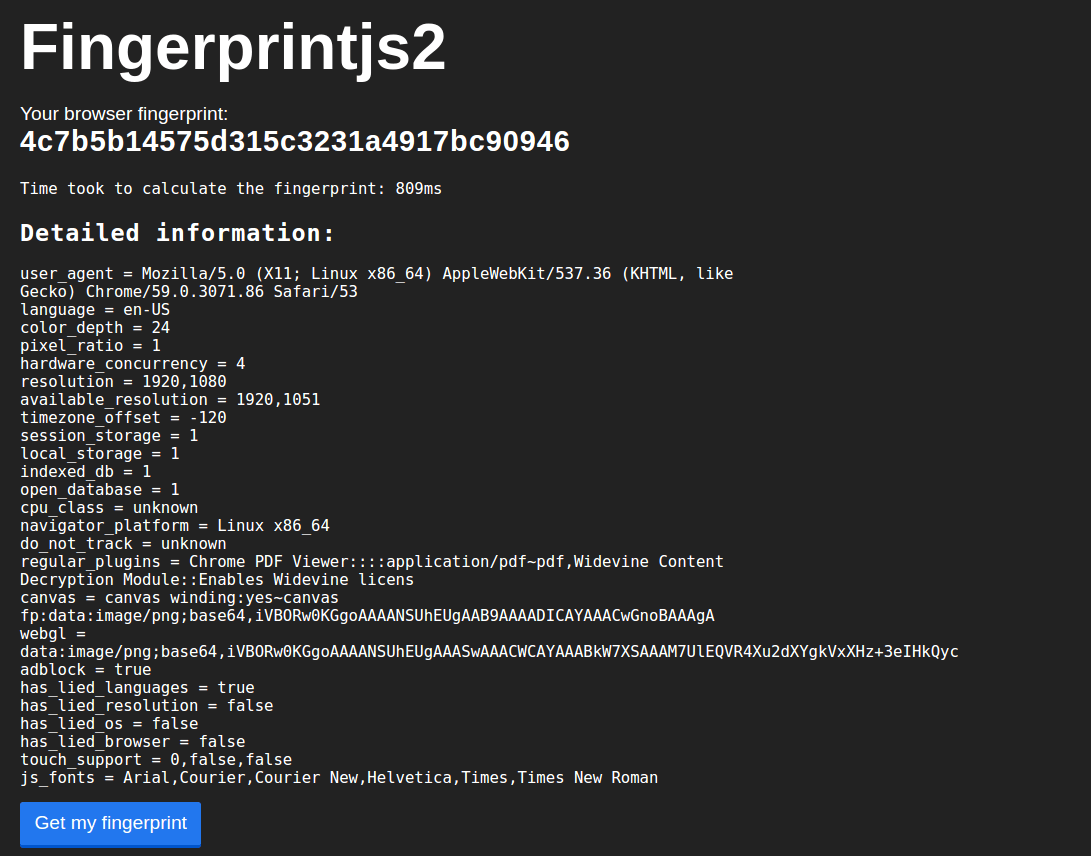 Fingerprintjs2
Your browser fingerprint:
4c7b5b14575d315c3231a4917bc90946
Time took to calculate the fingerprint: 809ms
Detailed information:
user_agent = Mozilla/5.0 (X11; Linux x86_64) AppleWebKit/537.36 (KHTML, like
Gecko) Chrome/59.0.3071.86 Safari/53
language = en-US
color_depth = 24
pixel_ratio = 1
hardware_concurrency = 4
resolution = 1920,1080
available_resolution = 1920,1051
timezone_offset = -120
session_storage = 1
local_storage = 1
indexed_db = 1
open_database = 1
cpu_class = unknown
navigator_platform = Linux x86_64
do_not_track = unknown
regular_plugins = Chrome PDF Viewer::::application/pdf~pdf,Widevine Content
Decryption Module::Enables Widevine licens
canvas = canvas winding:yes~canvas
fp:data:image/png;base64,iVBORw0KGgoAAAANSUhEUgAAB9AAAADICAYAAACwGnoBAAAgA
webgl =
data:image/png;base64,iVBORw0KGgoAAAANSUhEUgAAASwAAACWCAYAAABkW7XSAAAM7UlEQVR4Xu2dXYgkVxXHz+3eIHkQyc
adblock = true
has_lied_languages = true
has_lied_resolution = false
has_lied_os = false
has_lied_browser = false
touch_support = 0,false,false
js_fonts = Arial,Courier,Courier New,Helvetica,Times,Times New Roman
Get my fingerprint